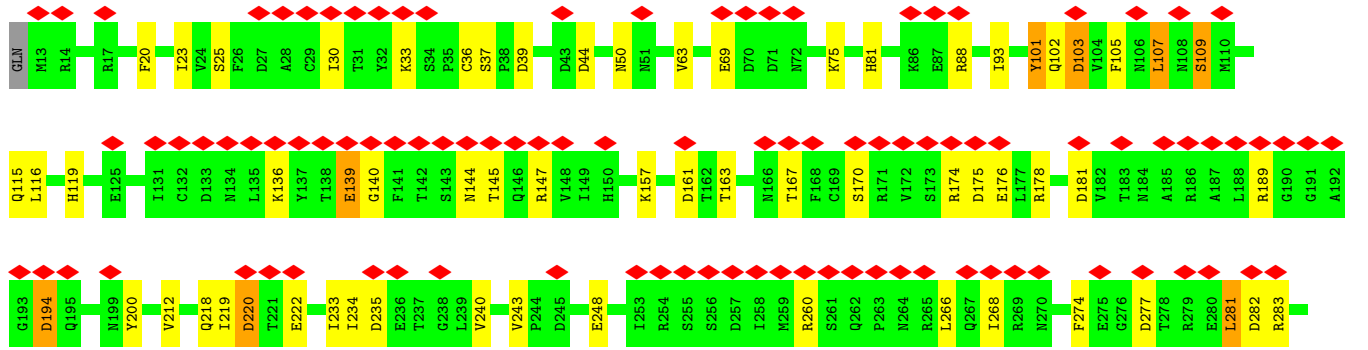 GLN M13 R14 R17 F20 I23 V24 S25 F26 D27 A28 C29 I30 T31 Y32 K33 S34 P35 C36 S37 P38 D39 D43 D44 N50 N51 V63 E69 D70 D71 N72 K75 H81 K86 E87 R88 I93 Y101 Q102 D103 V104 F105 N106 L107 N108 S109 M110
Q115 L116 H119 E125 I131 C132 D133 N134 L135 K136 Y137 T138 E139 G140 F141 T142 S143 N144 T145 Q146 R147 V148 I149 H150 K157 D161 T162 T163 N166 T167 F168 C169 S170 R171 V172 S173 R174 D175 E176 L177 R178 D181 V182 T183 N184 A185 R186 A187 L188 R189 G190 G191 A192
G193 D194 Q195 N199 Y200 V212 Q218 I219 D220 T221 E222 I233 I234 D235 E236 T237 G238 L239 V240 V243 P244 D245 E248 I253 R254 S255 S256 D257 I258 M259 R260 S261 Q262 P263 N264 R265 L266 Q267 I268 R269 N270 F274 E275 G276 D277 T278 R279 E280 L281 D282 R283